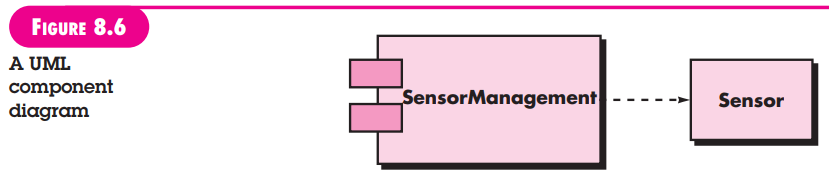 FIGURE 8.6
A UML
component
diagram
SensorManagement
Sensor